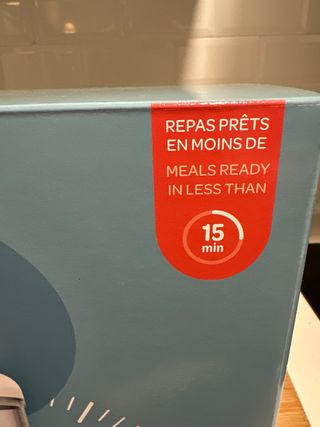 REPAS PRÊTS
EN MOINS DE
MEALS READY
IN LESS THAN
15
min